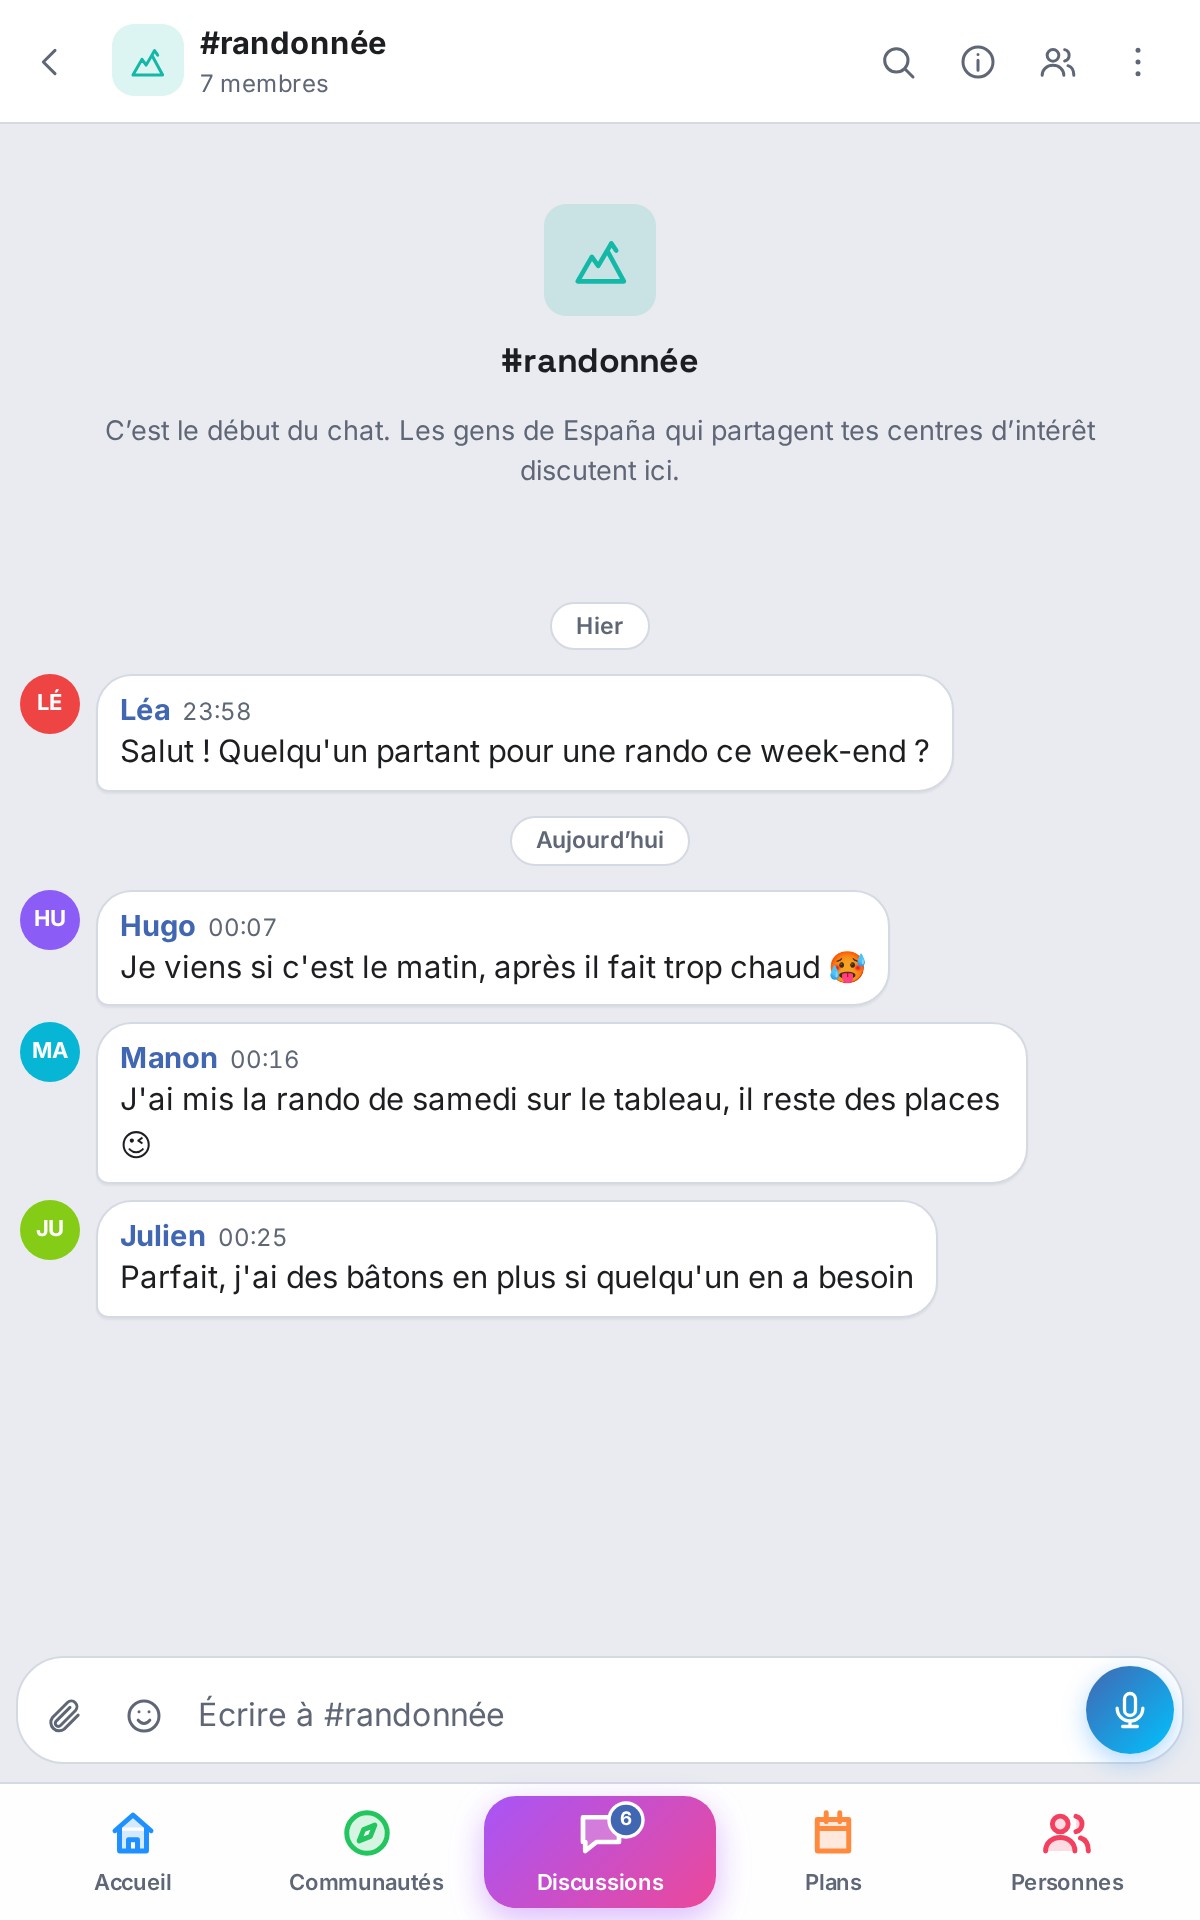 #randonnée
7 membres
#randonnée
C’est le début du chat. Les gens de España qui partagent tes centres d’intérêt
discutent ici.
Hier
LÉ
Léa 23:58
Salut ! Quelqu'un partant pour une rando ce week-end ?
Aujourd’hui
HU
Hugo 00:07
Je viens si c'est le matin, après il fait trop chaud 🥵
MA
Manon 00:16
J'ai mis la rando de samedi sur le tableau, il reste des places
😉
JU
Julien 00:25
Parfait, j'ai des bâtons en plus si quelqu'un en a besoin
Écrire à #randonnée
6
Accueil
Communautés
Discussions
Plans
Personnes